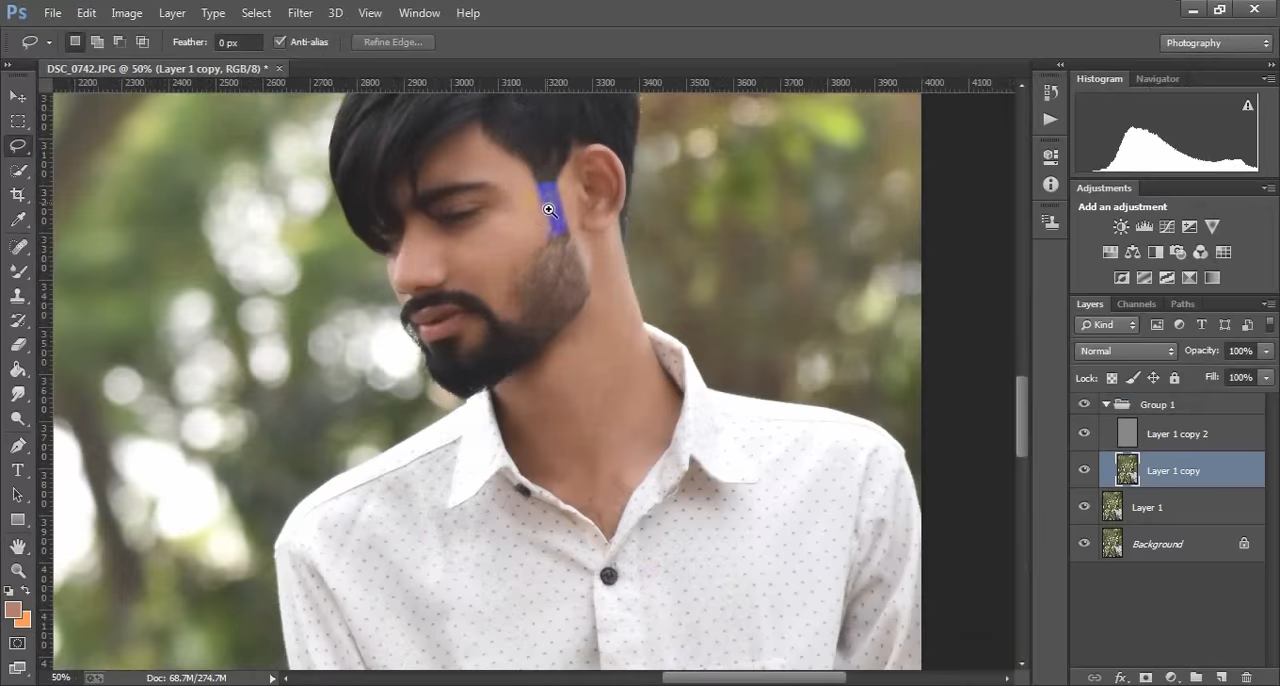 Ps File Edit Image Layer Type Select Filter 3D View Window Help
Feather: 0 px Anti-alias Refine Edge... Photography
DSC_0742.JPG @ 50% (Layer 1 copy, RGB/8) * ×
2200 2300 2400 2500 2600 2700 2800 2900 3000 3100 3200 3300 3400 3500 3600 3700 3800 3900 4000 4100
Histogram Navigator
Adjustments
Add an adjustment
Layers Channels Paths
Kind
Normal Opacity: 100%
Lock: Fill: 100%
Group 1
Layer 1 copy 2
Layer 1 copy
Layer 1
Background
50% Doc: 68.7M/274.7M